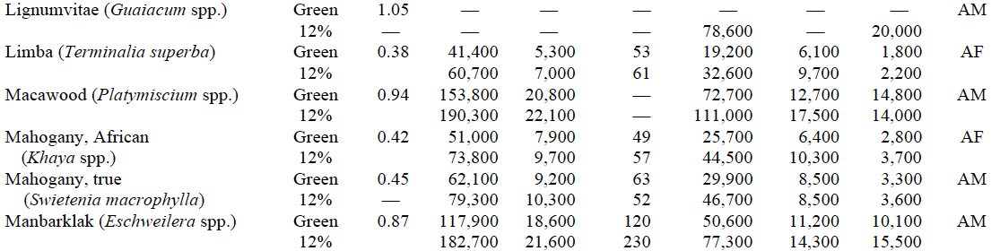 Lignumvitae (Guaiacum spp.) Green 1.05 — — — — — — AM
12% — — — — 78,600 — 20,000
Limba (Terminalia superba) Green 0.38 41,400 5,300 53 19,200 6,100 1,800 AF
12% 60,700 7,000 61 32,600 9,700 2,200
Macawood (Platymiscium spp.) Green 0.94 153,800 20,800 — 72,700 12,700 14,800 AM
12% 190,300 22,100 — 111,000 17,500 14,000
Mahogany, African Green 0.42 51,000 7,900 49 25,700 6,400 2,800 AF
(Khaya spp.) 12% 73,800 9,700 57 44,500 10,300 3,700
Mahogany, true Green 0.45 62,100 9,200 63 29,900 8,500 3,300 AM
(Swietenia macrophylla) 12% — 79,300 10,300 52 46,700 8,500 3,600
Manbarklak (Eschweilera spp.) Green 0.87 117,900 18,600 120 50,600 11,200 10,100 AM
12% 182,700 21,600 230 77,300 14,300 15,500